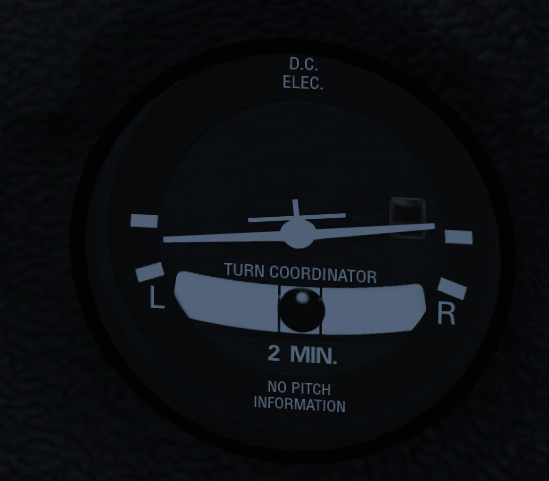 D.C.
ELEC.
TURN COORDINATOR
L
R
2 MIN.
NO PITCH
INFORMATION